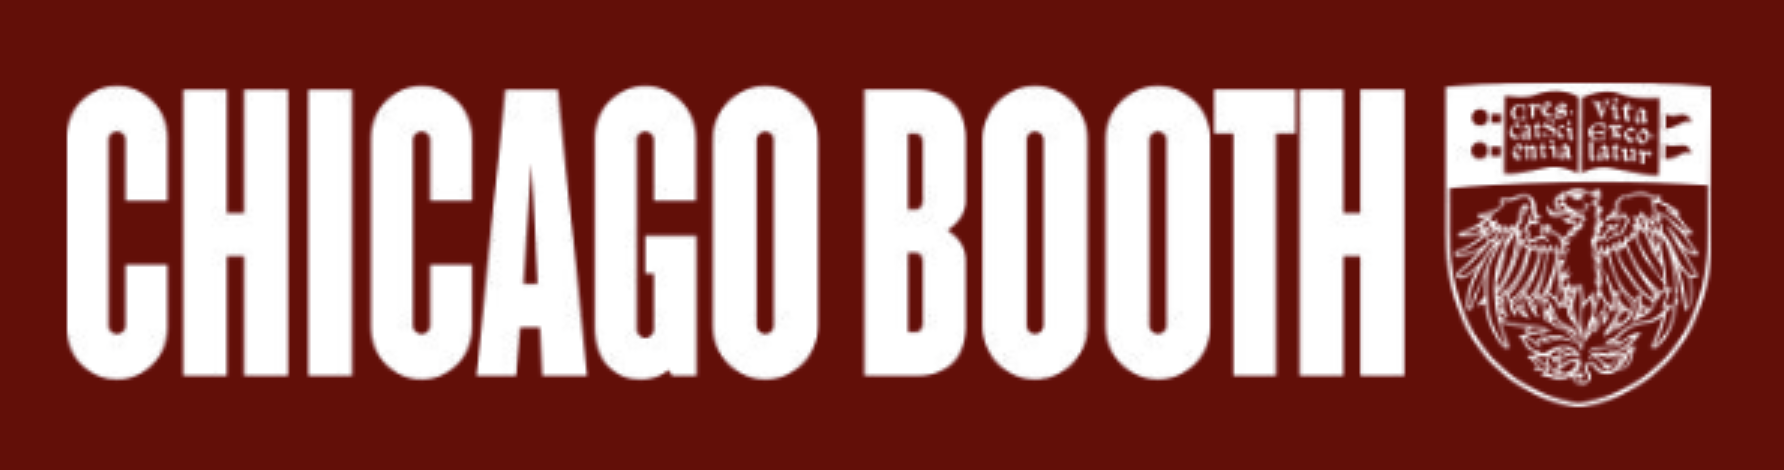 CHICAGO BOOTH
Cres.
cat Sci
entia
Vita
Exco
latur